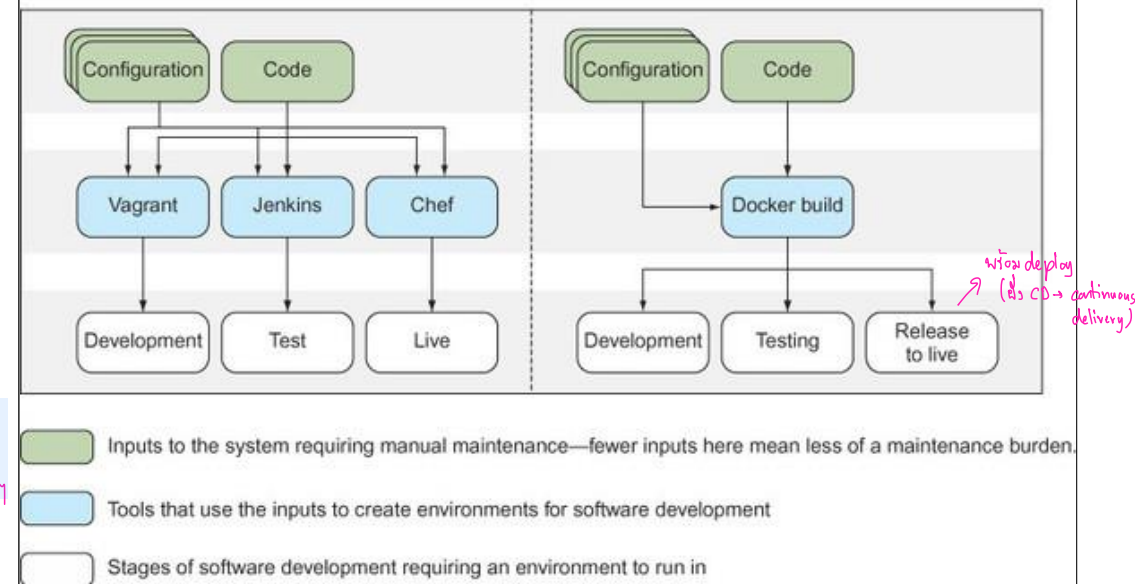 Configuration Code
Configuration Code
Vagrant Jenkins Chef
Docker build
พร้อม deploy
continuous
delivery)
Development Test Live
Development Testing Release
to live
Inputs to the system requiring manual maintenance—fewer inputs here mean less of a maintenance burden.
Tools that use the inputs to create environments for software development
Stages of software development requiring an environment to run in